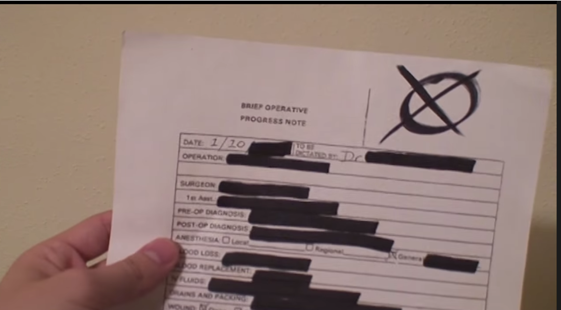 BRIEF OPERATIVE
PROGRESS NOTE
DATE: 1/20 TO BE DICTATED BY: Dr
OPERATION:
SURGEON:
1st Asst.
PRE-OP DIAGNOSIS:
POST-OP DIAGNOSIS:
ANESTHESIA: Local Regional General
BLOOD LOSS:
BLOOD REPLACEMENT:
FLUIDS:
DRAINS AND PACKING:
WOUND: